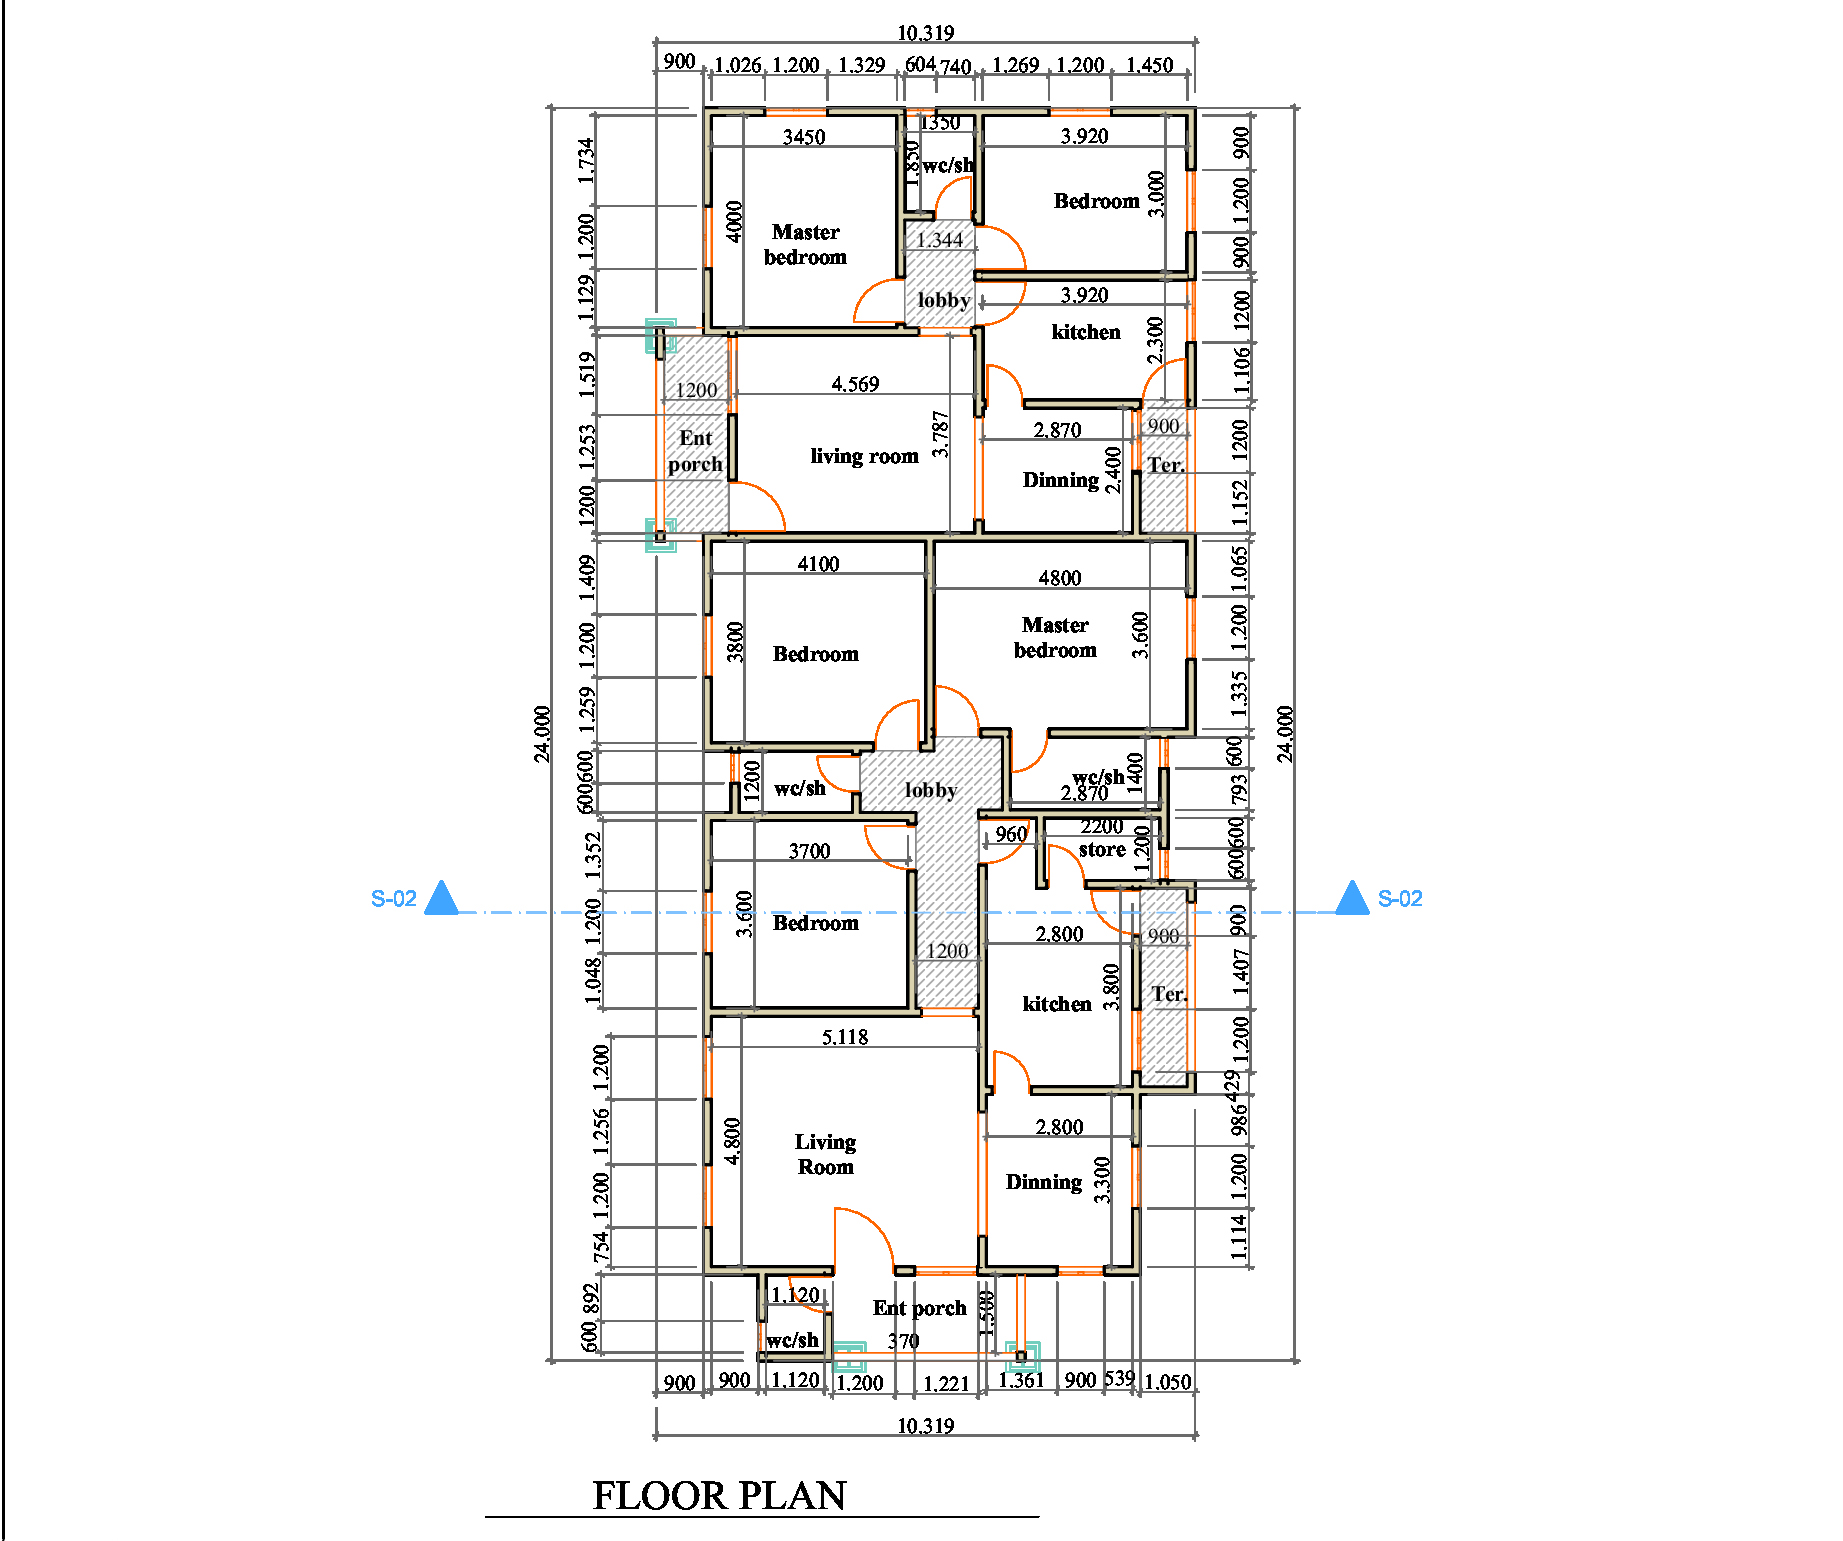 10,319
900 1,026 1,200 1,329 604 740 1,269 1,200 1,450
3450
1350
3,920
1,850
wc/sh
4000
Master
bedroom
Bedroom
3,000
1,734
1,200
1,129
900
1,200
900
1,344
lobby
3,920
kitchen
2,300
1200
1,106
1,519
1,253
1200
1200
Ent
porch
4,569
living room
3,787
2,870
Dinning
2,400
900
Ter.
1200
1,152
4100
3800
Bedroom
4800
Master
bedroom
3,600
1,409
1,200
1,259
1,065
1,200
1,335
24,000
24,000
600
600
1200
wc/sh
lobby
wc/sh
1400
2,870
600
793
960
2200
store
1,200
600
600
3700
3,600
Bedroom
1,352
1,200
1,048
S-02
S-02
1200
2,800
3,800
kitchen
900
Ter.
900
1,407
1,200
429
5,118
4,800
Living
Room
2,800
Dinning
3,300
1,200
1,256
1,200
754
986
1,200
1,114
892
600
1,120
wc/sh
Ent porch
370
1,500
900 900 1,120 1,200 1,221 1,361 900 539 1,050
10,319
FLOOR PLAN